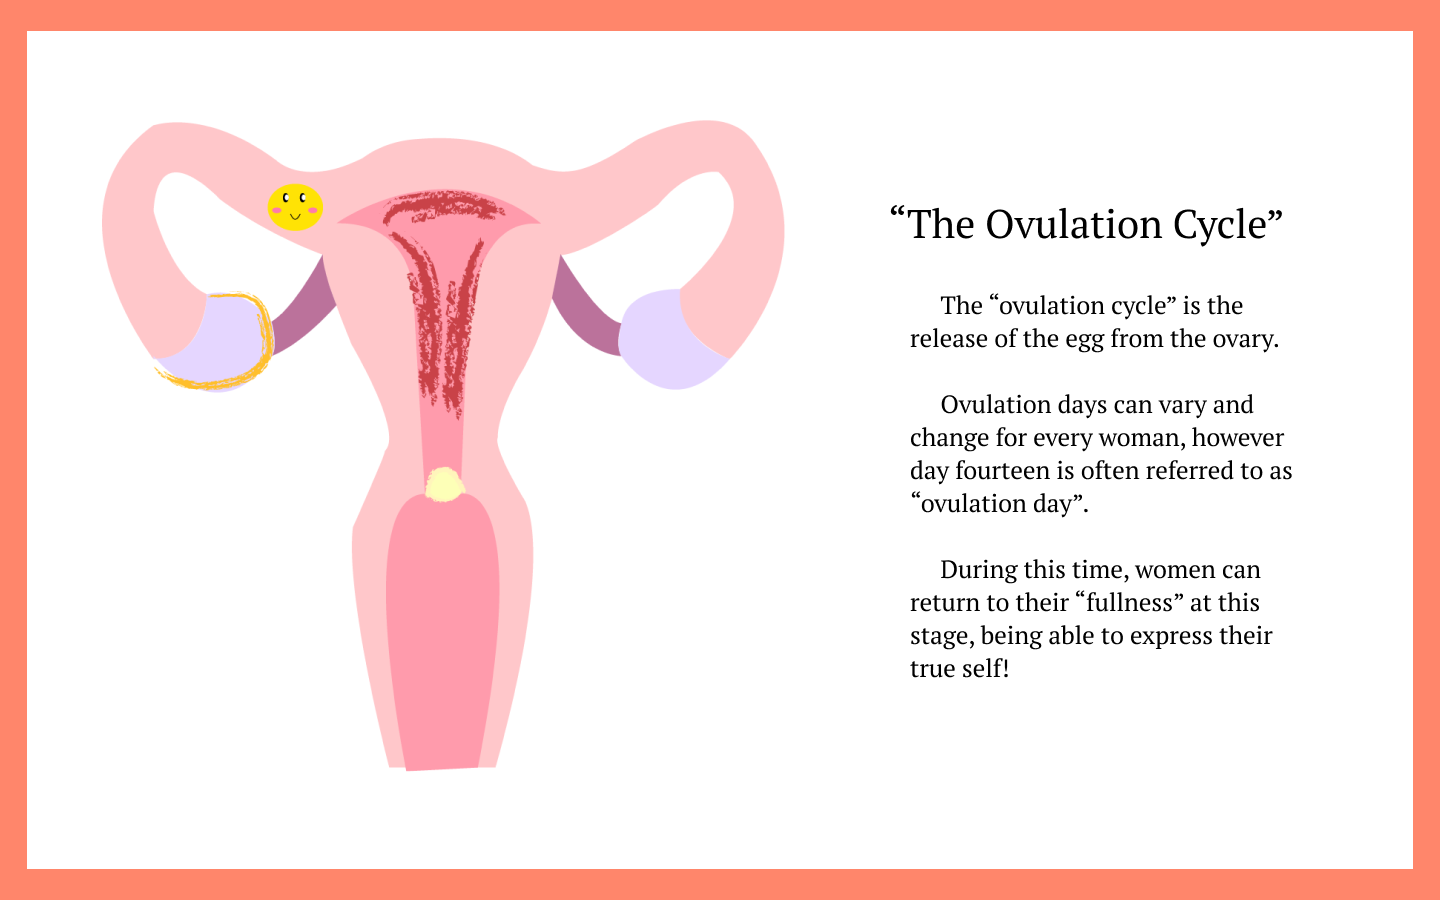 “The Ovulation Cycle”
The “ovulation cycle” is the
release of the egg from the ovary.
Ovulation days can vary and
change for every woman, however
day fourteen is often referred to as
“ovulation day”.
During this time, women can
return to their “fullness” at this
stage, being able to express their
true self!